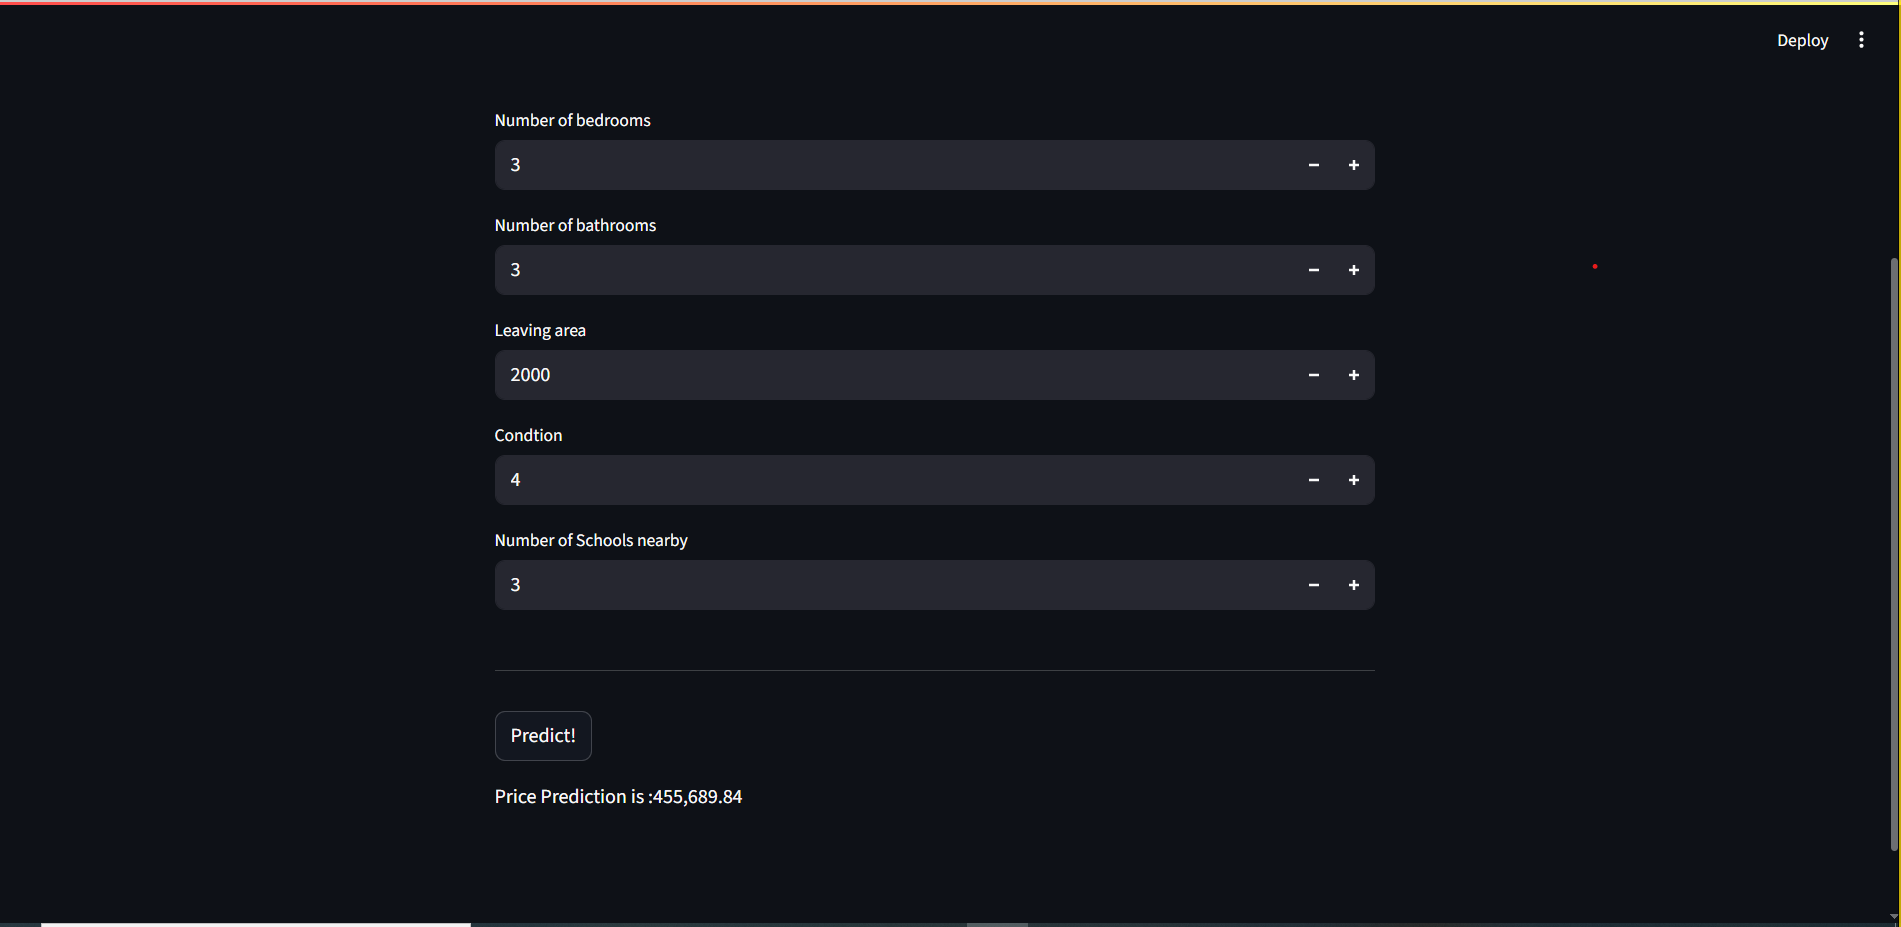 Deploy
Number of bedrooms
3
Number of bathrooms
3
Leaving area
2000
Condtion
4
Number of Schools nearby
3
Predict!
Price Prediction is :455,689.84